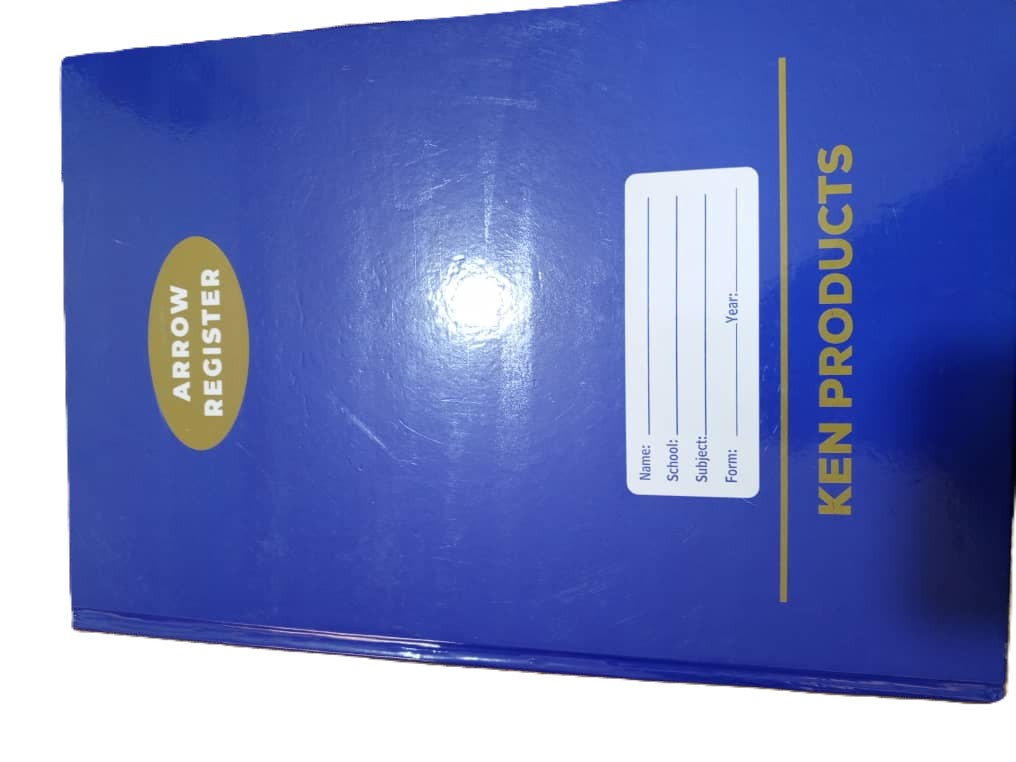 ARROW
REGISTER
Name:
School:
Subject:
Form: Year:
KEN PRODUCTS